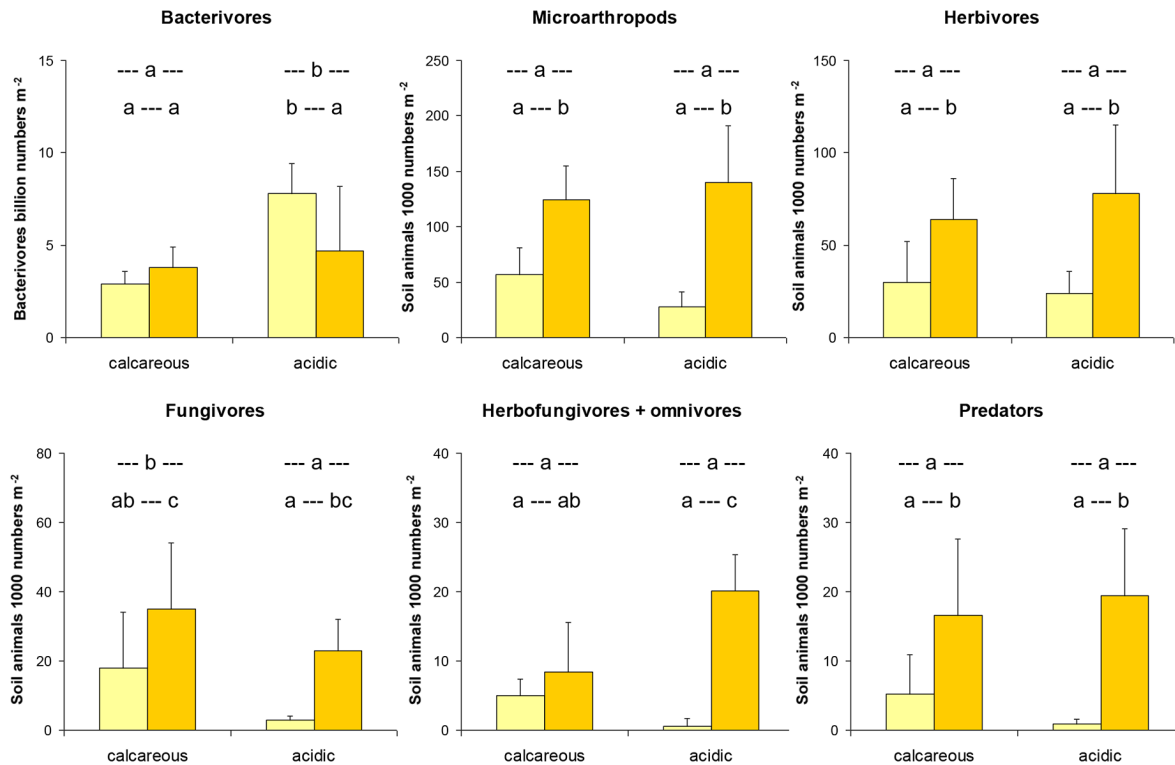 Bacterivores
Bacterivores billion numbers m-2
15
10
5
0
--- a ---
--- b ---
a --- a
b --- a
calcareous
acidic
Microarthropods
Soil animals 1000 numbers m-2
250
200
150
100
50
0
--- a ---
--- a ---
a --- b
a --- b
calcareous
acidic
Herbivores
Soil animals 1000 numbers m-2
150
100
50
0
--- a ---
--- a ---
a --- b
a --- b
calcareous
acidic
Fungivores
Soil animals 1000 numbers m-2
80
60
40
20
0
--- b ---
--- a ---
ab --- c
a --- bc
calcareous
acidic
Herbofungivores + omnivores
Soil animals 1000 numbers m-2
40
30
20
10
0
--- a ---
--- a ---
a --- ab
a --- c
calcareous
acidic
Predators
Soil animals 1000 numbers m-2
40
30
20
10
0
--- a ---
--- a ---
a --- b
a --- b
calcareous
acidic